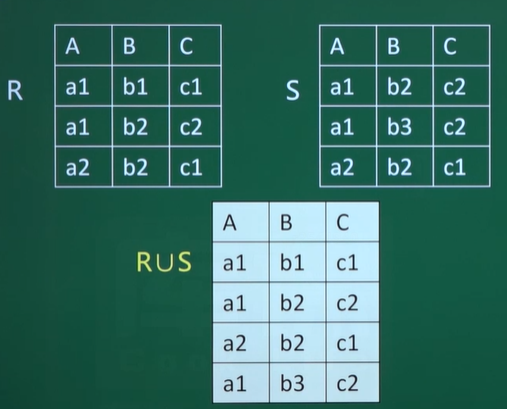 R
A B C
a1 b1 c1
a1 b2 c2
a2 b2 c1
S
A B C
a1 b2 c2
a1 b3 c2
a2 b2 c1
R∪S
A B C
a1 b1 c1
a1 b2 c2
a2 b2 c1
a1 b3 c2